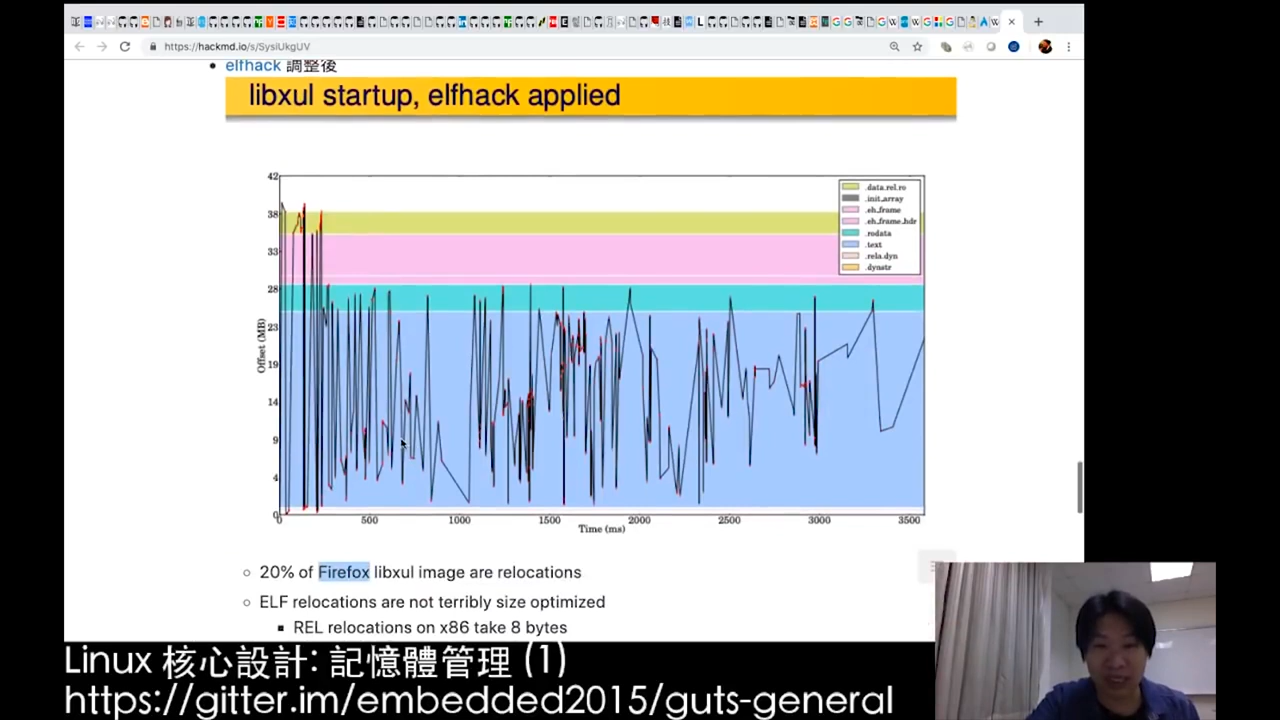 https://hackmd.io/s/SysiUkgUV
elfhack 調整後
libxul startup, elfhack applied
42
38
33
28
23
19
14
9
4
0
Offset (MB)
.data.rel.ro
.init_array
.eh_frame
.eh_frame_hdr
.rodata
.text
.rela.dyn
.dynstr
0 500 1000 1500 2000 2500 3000 3500
Time (ms)
20% of Firefox libxul image are relocations
ELF relocations are not terribly size optimized
REL relocations on x86 take 8 bytes
Linux 核心設計: 記憶體管理 (1)
https://gitter.im/embedded2015/guts-general